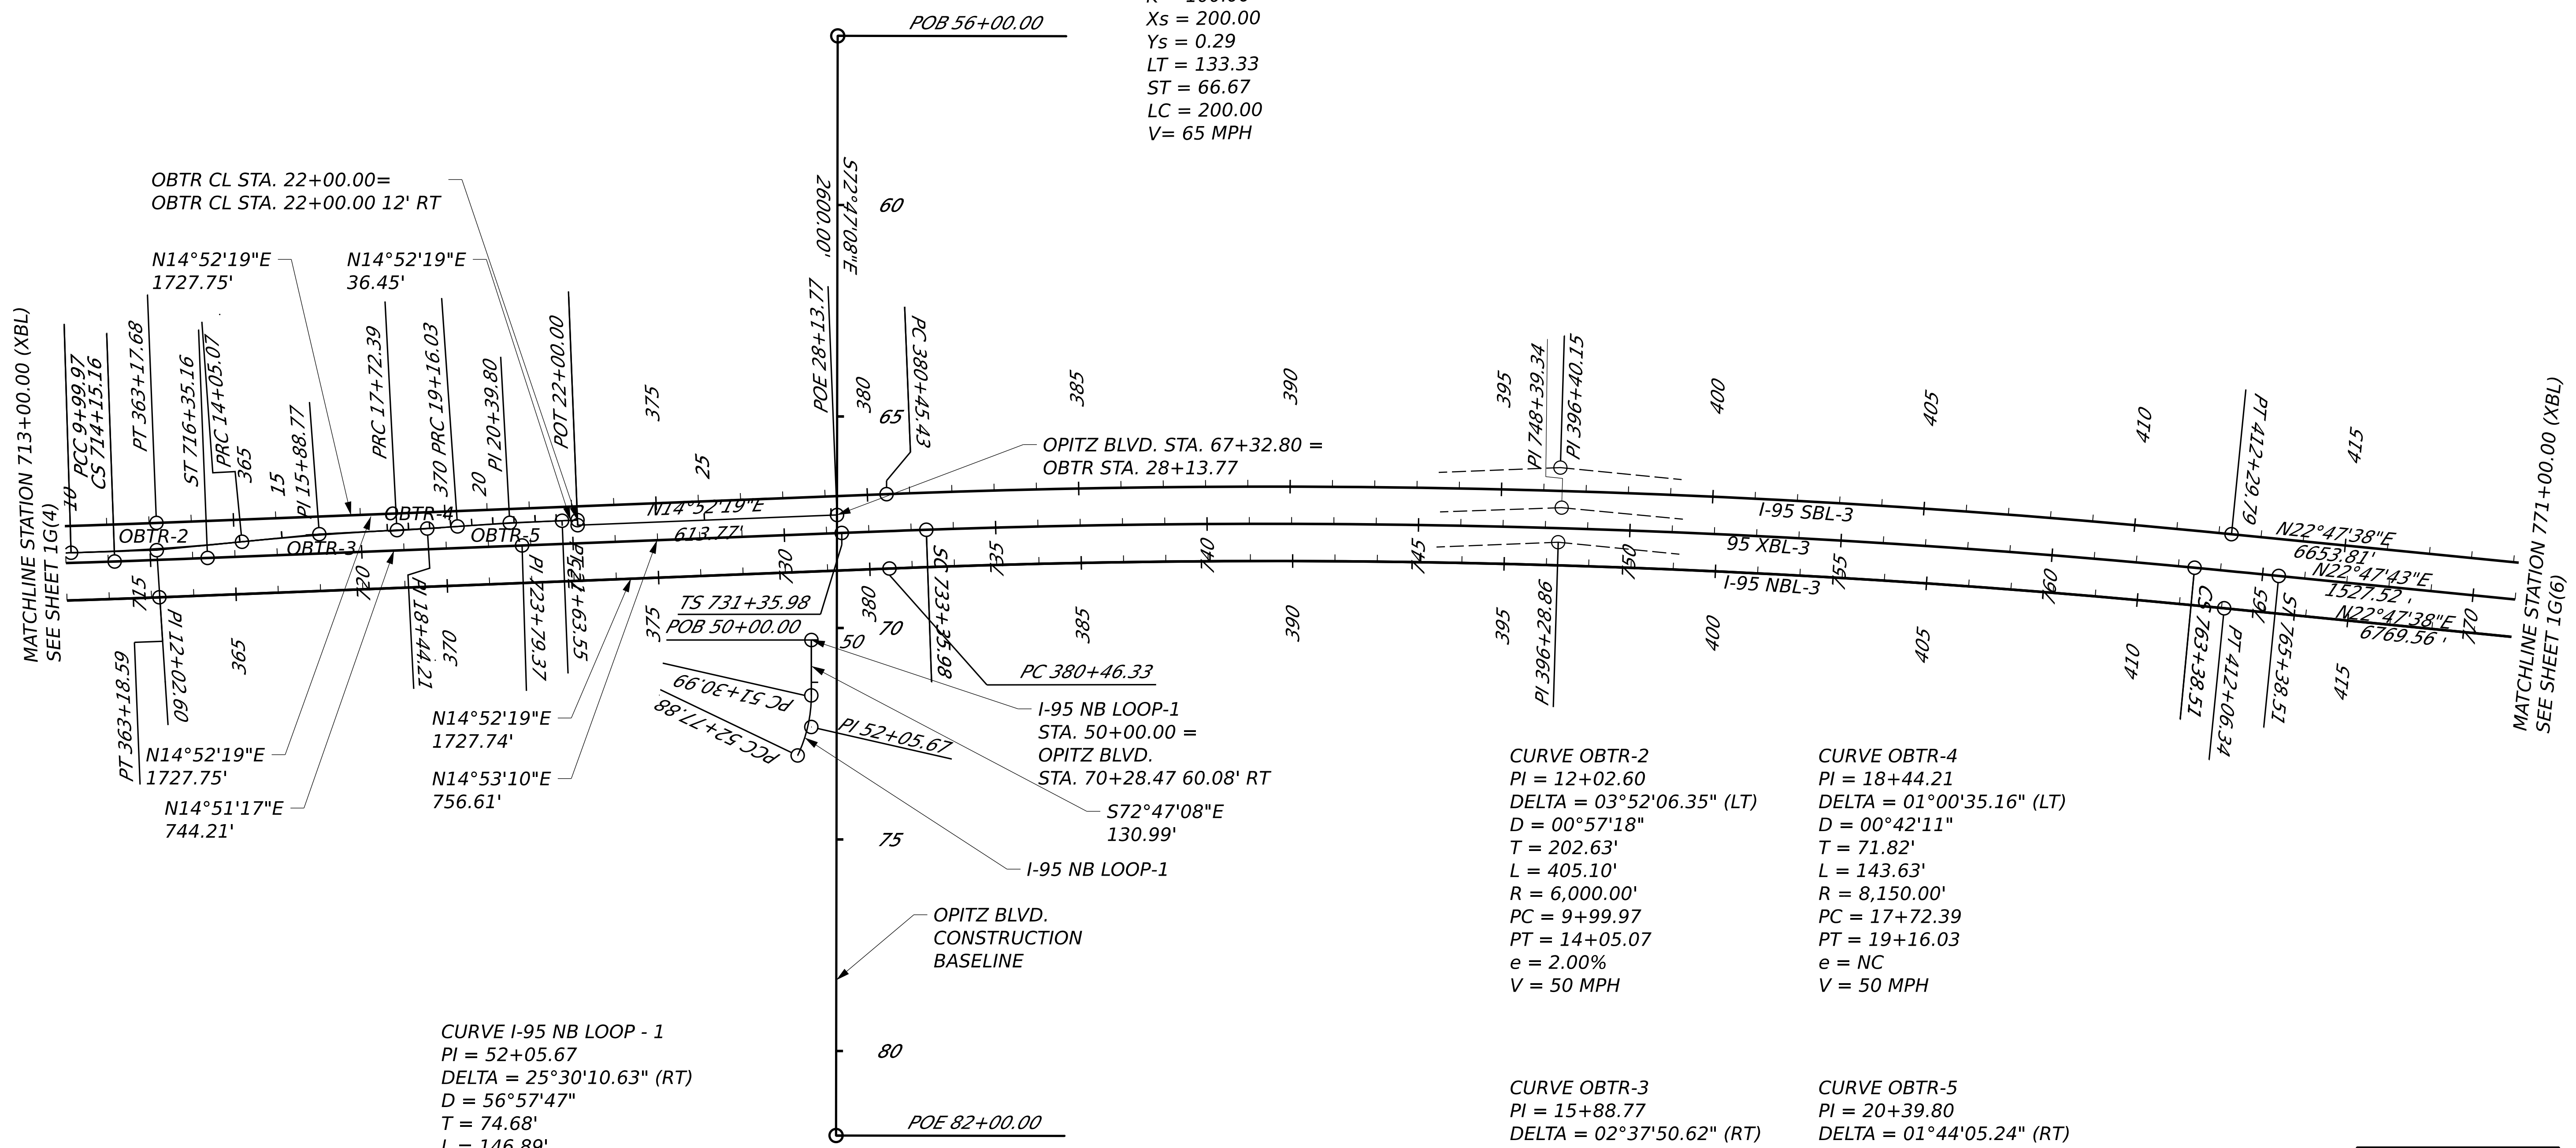 POB 56+00.00
Xs = 200.00
Ys = 0.29
LT = 133.33
ST = 66.67
LC = 200.00
V= 65 MPH
OBTR CL STA. 22+00.00=
OBTR CL STA. 22+00.00 12' RT
N14°52'19"E
1727.75'
N14°52'19"E
36.45'
MATCHLINE STATION 713+00.00 (XBL)
SEE SHEET 1G(4)
PCC 9+99.97
CS 714+15.16
PT 363+17.68
ST 716+35.16
PRC 14+05.07
PI 15+88.77
PRC 17+72.39
PRC 19+16.03
PI 20+39.80
POT 22+00.00
2600.00'
S72°47'08"E
POE 28+13.77
PC 380+45.43
10
365
15
370
20
375
25
380
385
390
395
400
405
410
415
60
65
OPITZ BLVD. STA. 67+32.80 =
OBTR STA. 28+13.77
PI 748+39.34
PI 396+40.15
PT 412+29.79
OBTR-2
OBTR-3
OBTR-4
OBTR-5
N14°52'19"E
613.77'
I-95 SBL-3
95 XBL-3
I-95 NBL-3
N22°47'38"E
6653.81'
N22°47'43"E
1527.52 '
N22°47'38"E
6769.56 '
MATCHLINE STATION 771+00.00 (XBL)
SEE SHEET 1G(6)
715
720
730
735
740
745
750
755
760
765
770
365
370
375
380
385
390
395
400
405
410
415
PT 363+18.59
PI 12+02.60
PI 18+44.21
PI 723+79.37
PT 21+63.55
TS 731+35.98
POB 50+00.00
50
70
SC 733+35.98
PC 380+46.33
PI 396+28.98
CS 763+38.51
PT 412+06.34
ST 765+38.51
PC 51+30.99
PCC 52+77.88
PI 52+05.67
N14°52'19"E
1727.75'
N14°51'17"E
744.21'
N14°52'19"E
1727.74'
N14°53'10"E
756.61'
I-95 NB LOOP-1
STA. 50+00.00 =
OPITZ BLVD.
STA. 70+28.47 60.08' RT
S72°47'08"E
130.99'
I-95 NB LOOP-1
75
OPITZ BLVD.
CONSTRUCTION
BASELINE
80
POE 82+00.00
CURVE I-95 NB LOOP - 1
PI = 52+05.67
DELTA = 25°30'10.63" (RT)
D = 56°57'47"
T = 74.68'
L = 146.89'
CURVE OBTR-2
PI = 12+02.60
DELTA = 03°52'06.35" (LT)
D = 00°57'18"
T = 202.63'
L = 405.10'
R = 6,000.00'
PC = 9+99.97
PT = 14+05.07
e = 2.00%
V = 50 MPH
CURVE OBTR-4
PI = 18+44.21
DELTA = 01°00'35.16" (LT)
D = 00°42'11"
T = 71.82'
L = 143.63'
R = 8,150.00'
PC = 17+72.39
PT = 19+16.03
e = NC
V = 50 MPH
CURVE OBTR-3
PI = 15+88.77
DELTA = 02°37'50.62" (RT)
CURVE OBTR-5
PI = 20+39.80
DELTA = 01°44'05.24" (RT)